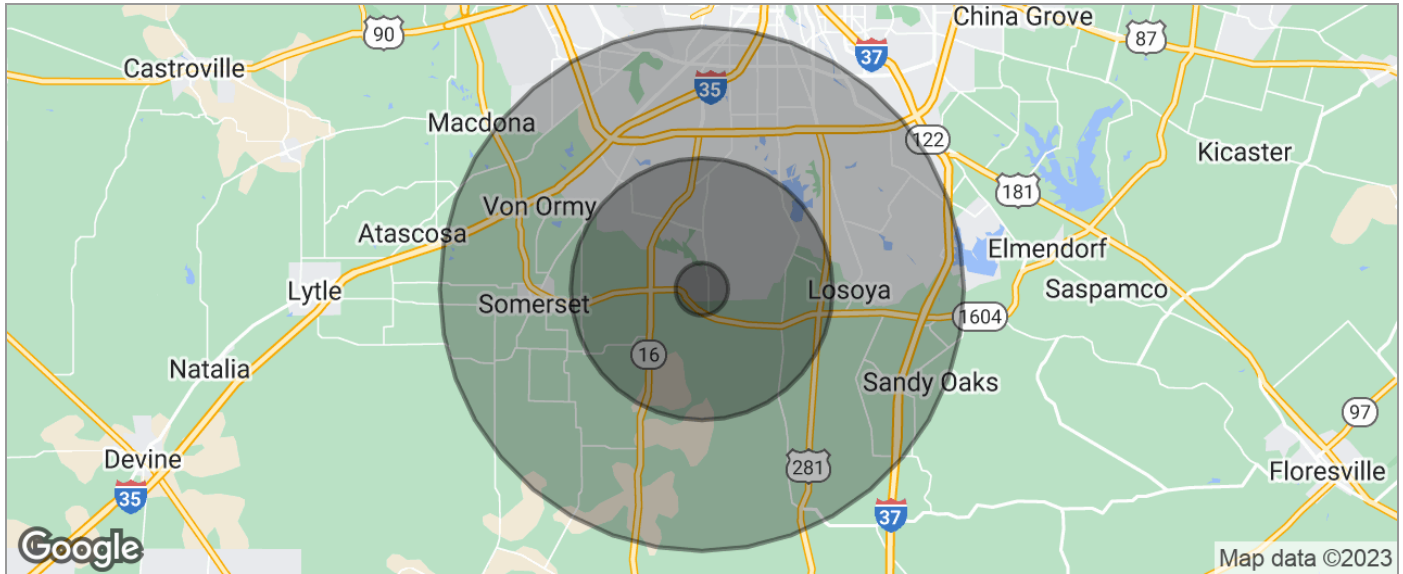 China Grove
90
87
37
Castroville
35
Macdona
122
Kicaster
181
Von Ormy
Atascosa
Elmendorf
Lytle
Somerset
Losoya
Saspamco
1604
16
Natalia
Sandy Oaks
97
Devine
281
Floresville
35
37
Google
Map data ©2023